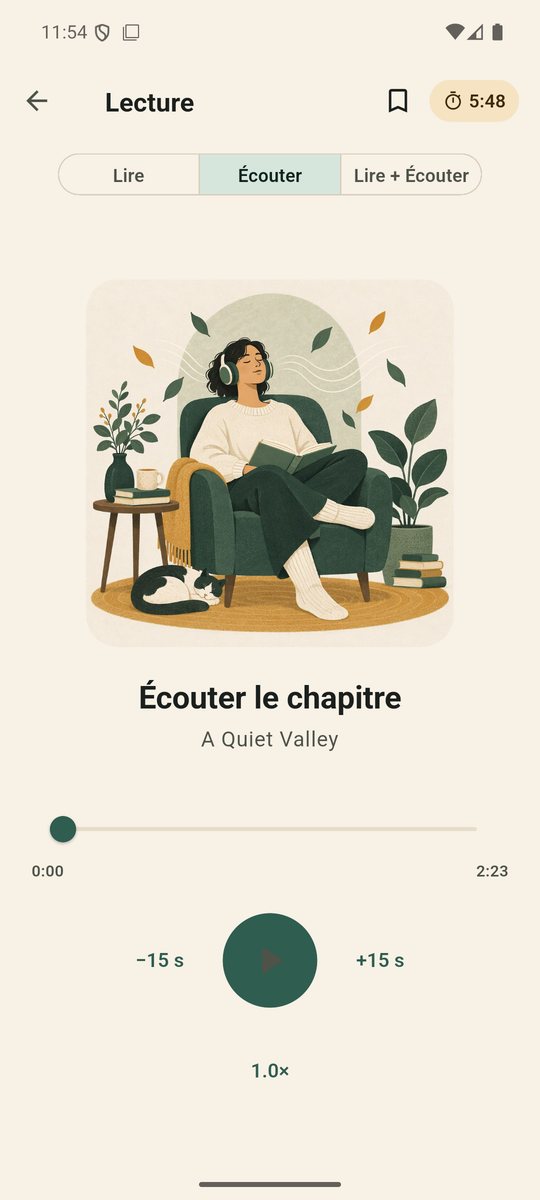 11:54
Lecture
5:48
Lire
Écouter
Lire + Écouter
Écouter le chapitre
A Quiet Valley
0:00
2:23
−15 s
+15 s
1.0×